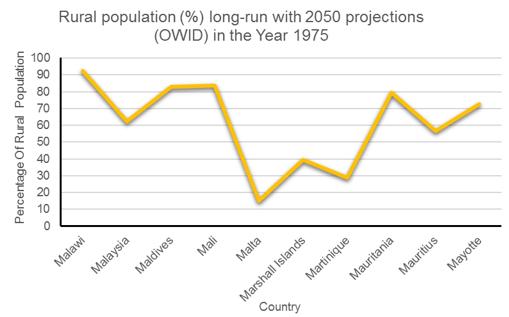 Rural population (%) long-run with 2050 projections
(OWID) in the Year 1975
Percentage Of Rural Population
100
90
80
70
60
50
40
30
20
10
0
Malawi
Malaysia
Maldives
Mali
Malta
Marshall Islands
Martinique
Mauritania
Mauritius
Mayotte
Country